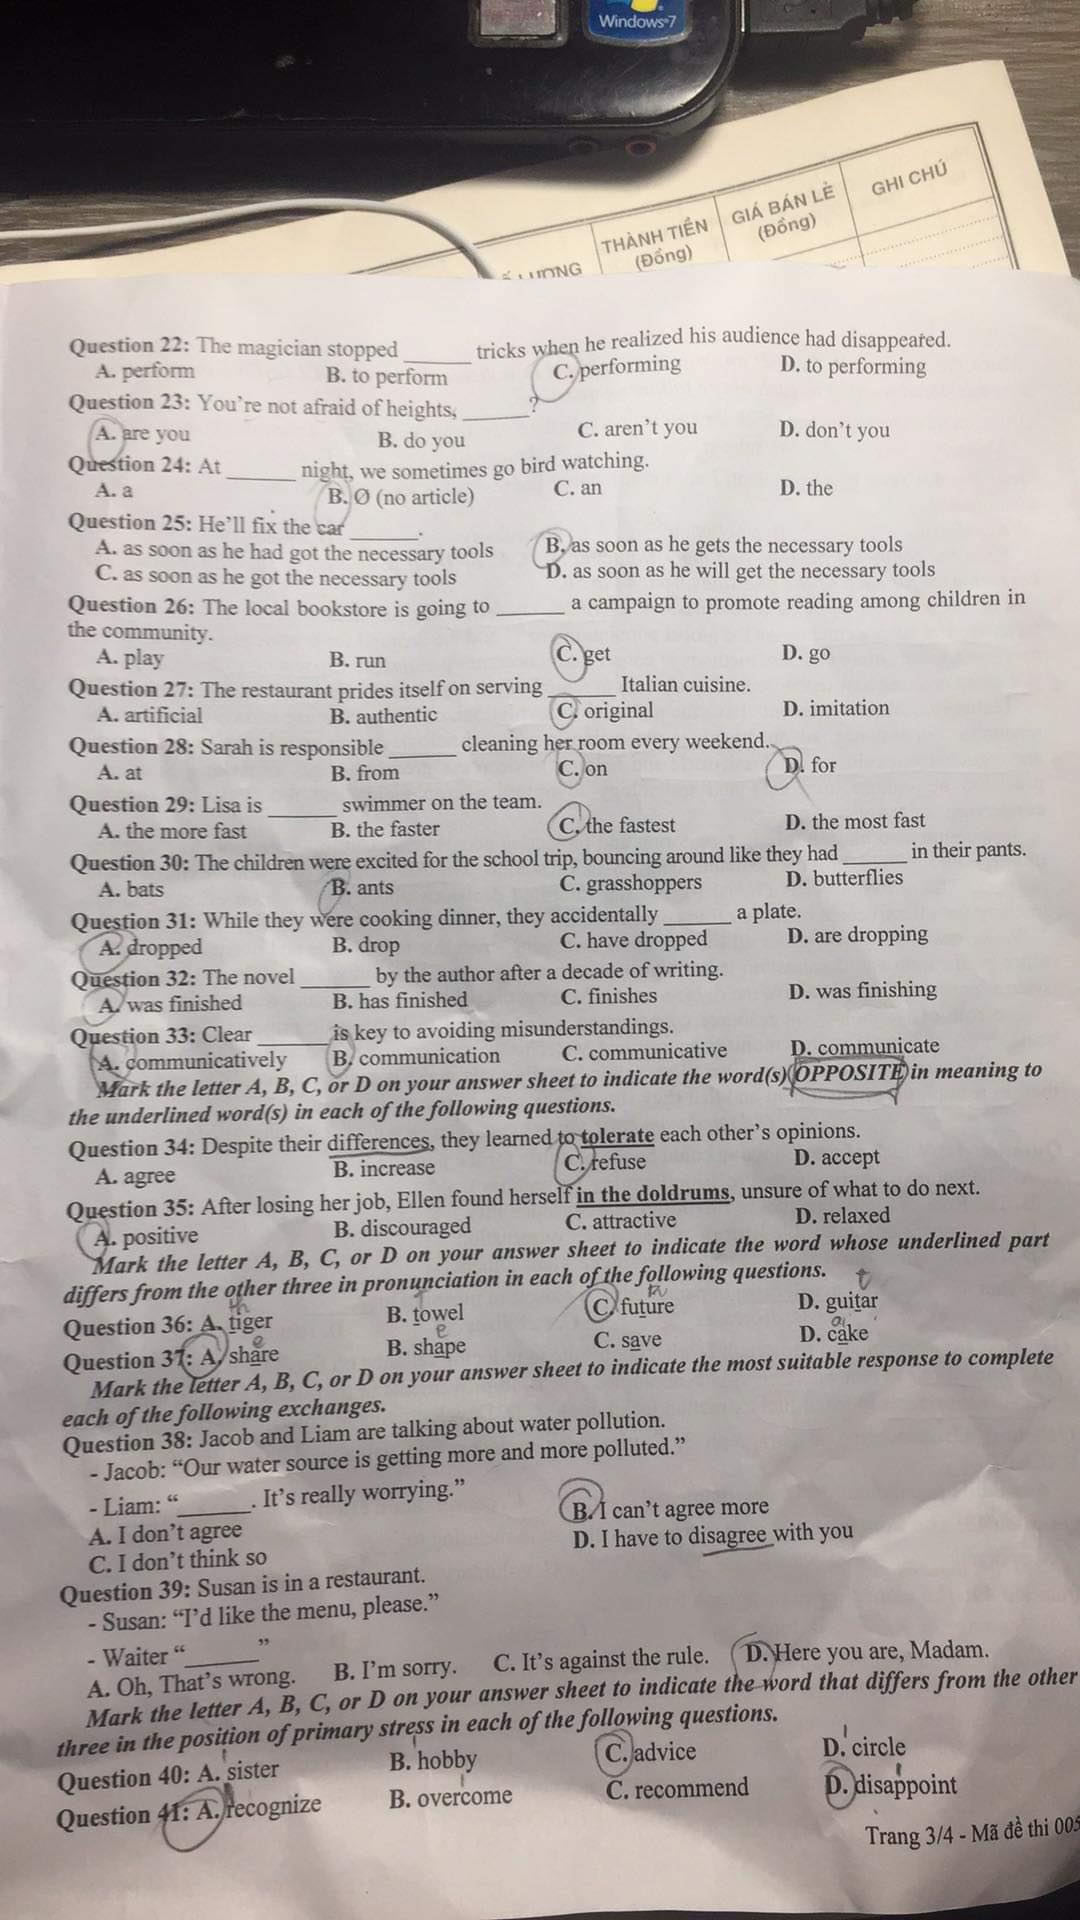 Windows 7
GHI CHÚ
GIÁ BÁN LẺ
(Đồng)
THÀNH TIỀN
(Đồng)
Question 22: The magician stopped ______ tricks when he realized his audience had disappeared.
A. perform B. to perform C. performing D. to performing
Question 23: You're not afraid of heights, ______?
A. are you B. do you C. aren't you D. don't you
Question 24: At ______ night, we sometimes go bird watching.
A. a B. Ø (no article) C. an D. the
Question 25: He'll fix the car ______.
A. as soon as he had got the necessary tools B. as soon as he gets the necessary tools
C. as soon as he got the necessary tools D. as soon as he will get the necessary tools
Question 26: The local bookstore is going to ______ a campaign to promote reading among children in
the community.
A. play B. run C. get D. go
Question 27: The restaurant prides itself on serving ______ Italian cuisine.
A. artificial B. authentic C. original D. imitation
Question 28: Sarah is responsible ______ cleaning her room every weekend.
A. at B. from C. on D. for
Question 29: Lisa is ______ swimmer on the team.
A. the more fast B. the faster C. the fastest D. the most fast
Question 30: The children were excited for the school trip, bouncing around like they had ______ in their pants.
A. bats B. ants C. grasshoppers D. butterflies
Question 31: While they were cooking dinner, they accidentally ______ a plate.
A. dropped B. drop C. have dropped D. are dropping
Question 32: The novel ______ by the author after a decade of writing.
A. was finished B. has finished C. finishes D. was finishing
Question 33: Clear ______ is key to avoiding misunderstandings.
A. communicatively B. communication C. communicative D. communicate
Mark the letter A, B, C, or D on your answer sheet to indicate the word(s) OPPOSITE in meaning to
the underlined word(s) in each of the following questions.
Question 34: Despite their differences, they learned to tolerate each other's opinions.
A. agree B. increase C. refuse D. accept
Question 35: After losing her job, Ellen found herself in the doldrums, unsure of what to do next.
A. positive B. discouraged C. attractive D. relaxed
Mark the letter A, B, C, or D on your answer sheet to indicate the word whose underlined part
differs from the other three in pronunciation in each of the following questions.
Question 36: A. tiger B. towel C. future D. guitar
Question 37: A. share B. shape C. save D. cake
Mark the letter A, B, C, or D on your answer sheet to indicate the most suitable response to complete
each of the following exchanges.
Question 38: Jacob and Liam are talking about water pollution.
- Jacob: "Our water source is getting more and more polluted."
- Liam: "______. It's really worrying."
A. I don't agree B. I can't agree more
C. I don't think so D. I have to disagree with you
Question 39: Susan is in a restaurant.
- Susan: "I'd like the menu, please."
- Waiter "______"
A. Oh, That's wrong. B. I'm sorry. C. It's against the rule. D. Here you are, Madam.
Mark the letter A, B, C, or D on your answer sheet to indicate the word that differs from the other
three in the position of primary stress in each of the following questions.
Question 40: A. sister B. hobby C. advice D. circle
Question 41: A. recognize B. overcome C. recommend D. disappoint
Trang 3/4 - Mã đề thi 005